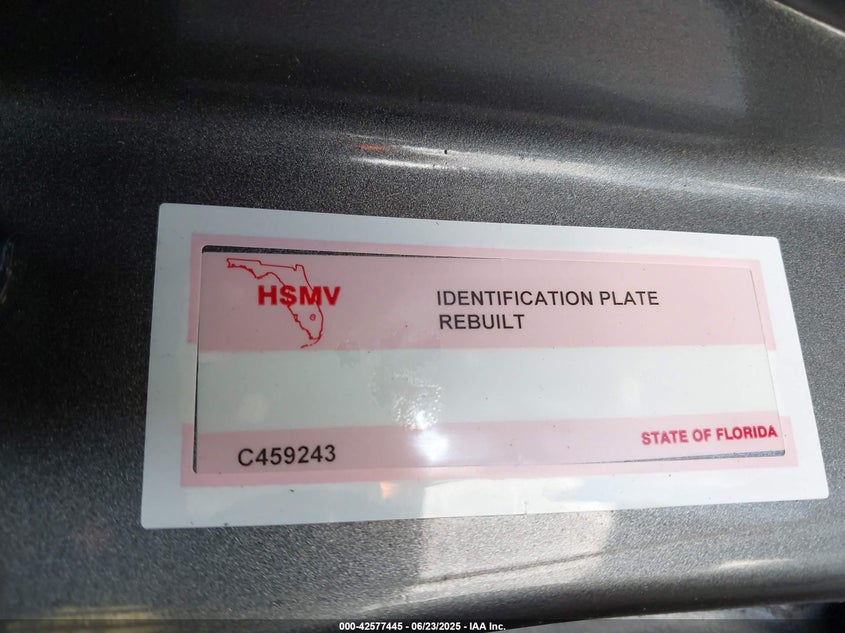 HSMV
IDENTIFICATION PLATE
REBUILT
STATE OF FLORIDA
C459243
000-42577445 - 06/23/2025 - IAA Inc.